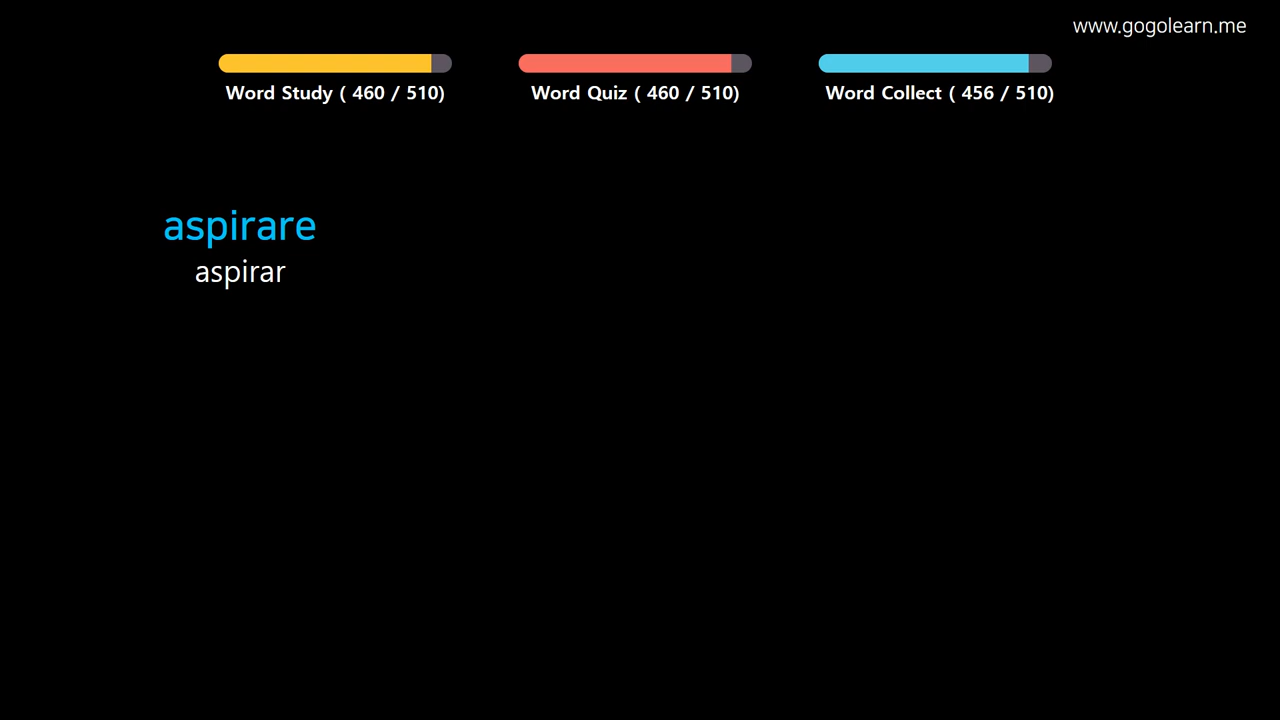 www.gogolearn.me
Word Study ( 460 / 510)
Word Quiz ( 460 / 510)
Word Collect ( 456 / 510)
aspirare
aspirar